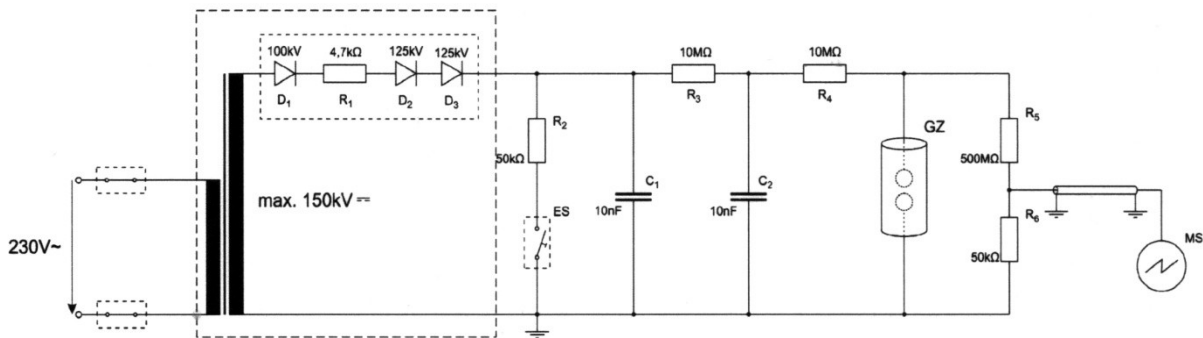 100kV
4,7kΩ
125kV
125kV
10MΩ
10MΩ
D₁
R₁
D₂
D₃
R₃
R₄
R₂
GZ
R₅
50kΩ
500MΩ
C₁
C₂
max. 150kV ⎓
10nF
10nF
ES
R₆
230V~
50kΩ
MS